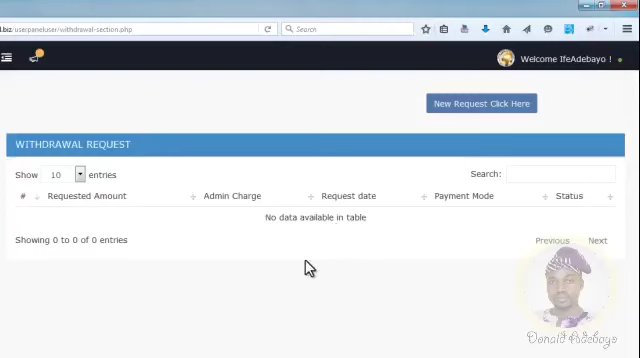 l.biz/userpaneluser/withdrawal-section.php
Search
Welcome IfeAdebayo !
New Request Click Here
WITHDRAWAL REQUEST
Show 10 entries Search:
# Requested Amount Admin Charge Request date Payment Mode Status
No data available in table
Showing 0 to 0 of 0 entries Previous Next
Donald Adebayo